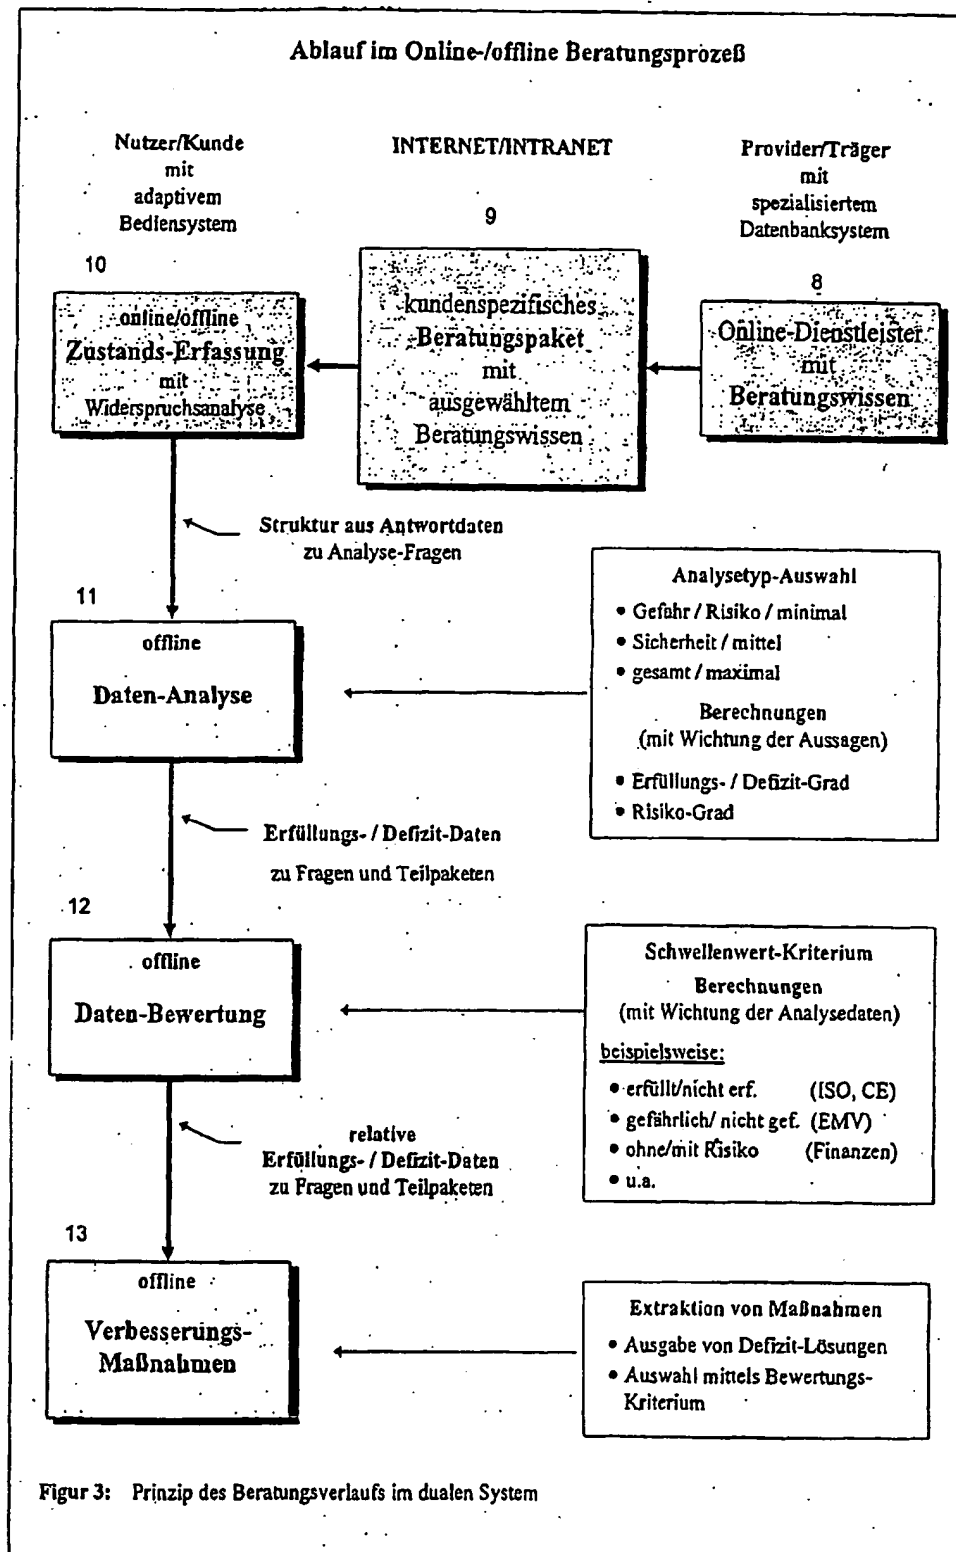 Ablauf im Online-/offline Beratungsprozeß
Nutzer/Kunde
mit
adaptivem
Bediensystem
INTERNET/INTRANET
Provider/Träger
mit
spezialisiertem
Datenbanksystem
10
online/offline
Zustands-Erfassung
mit
Widerspruchsanalyse
9
kundenspezifisches
Beratungspaket
mit
ausgewähltem
Beratungswissen
8
Online-Dienstleister
mit
Beratungswissen
Struktur aus Antwortdaten
zu Analyse-Fragen
11
offline
Daten-Analyse
Analysetyp-Auswahl
• Gefahr / Risiko / minimal
• Sicherheit / mittel
• gesamt / maximal
Berechnungen
(mit Wichtung der Aussagen)
• Erfüllungs- / Defizit-Grad
• Risiko-Grad
Erfüllungs- / Defizit-Daten
zu Fragen und Teilpaketen
12
offline
Daten-Bewertung
Schwellenwert-Kriterium
Berechnungen
(mit Wichtung der Analysedaten)
beispielsweise:
• erfüllt/nicht erf. (ISO, CE)
• gefährlich/ nicht gef. (EMV)
• ohne/mit Risiko (Finanzen)
• u.a.
relative
Erfüllungs- / Defizit-Daten
zu Fragen und Teilpaketen
13
offline
Verbesserungs-
Maßnahmen
Extraktion von Maßnahmen
• Ausgabe von Defizit-Lösungen
• Auswahl mittels Bewertungs-
Kriterium
Figur 3: Prinzip des Beratungsverlaufs im dualen System